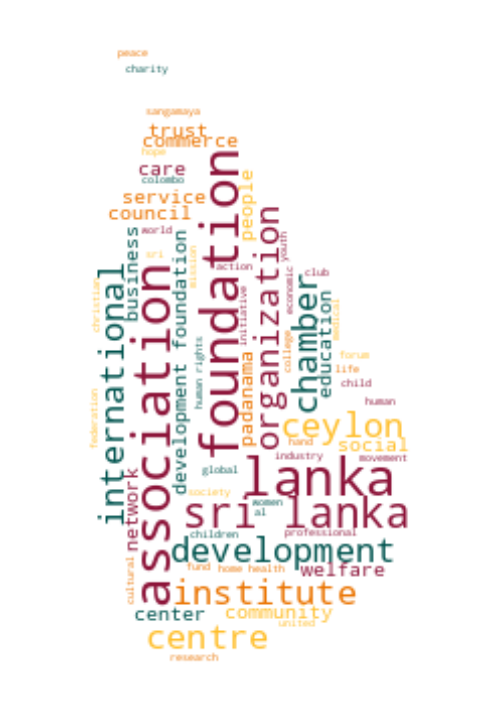 peace
charity
sangamaya
trust
commerce
hope
care
colombo
service
council
people
foundation
organization
youth
world
business
development foundation
sri
mission
action
initiative
economic
club
international
association
christian
human rights
padanama
chamber
education
medical
college
forum
life
child
human
federation
ceylon
hand
social
industry
movement
global
lanka
network
society
women
al
sri lanka
children
professional
development
cultural
fund
home
health
welfare
institute
center
community
united
centre
research